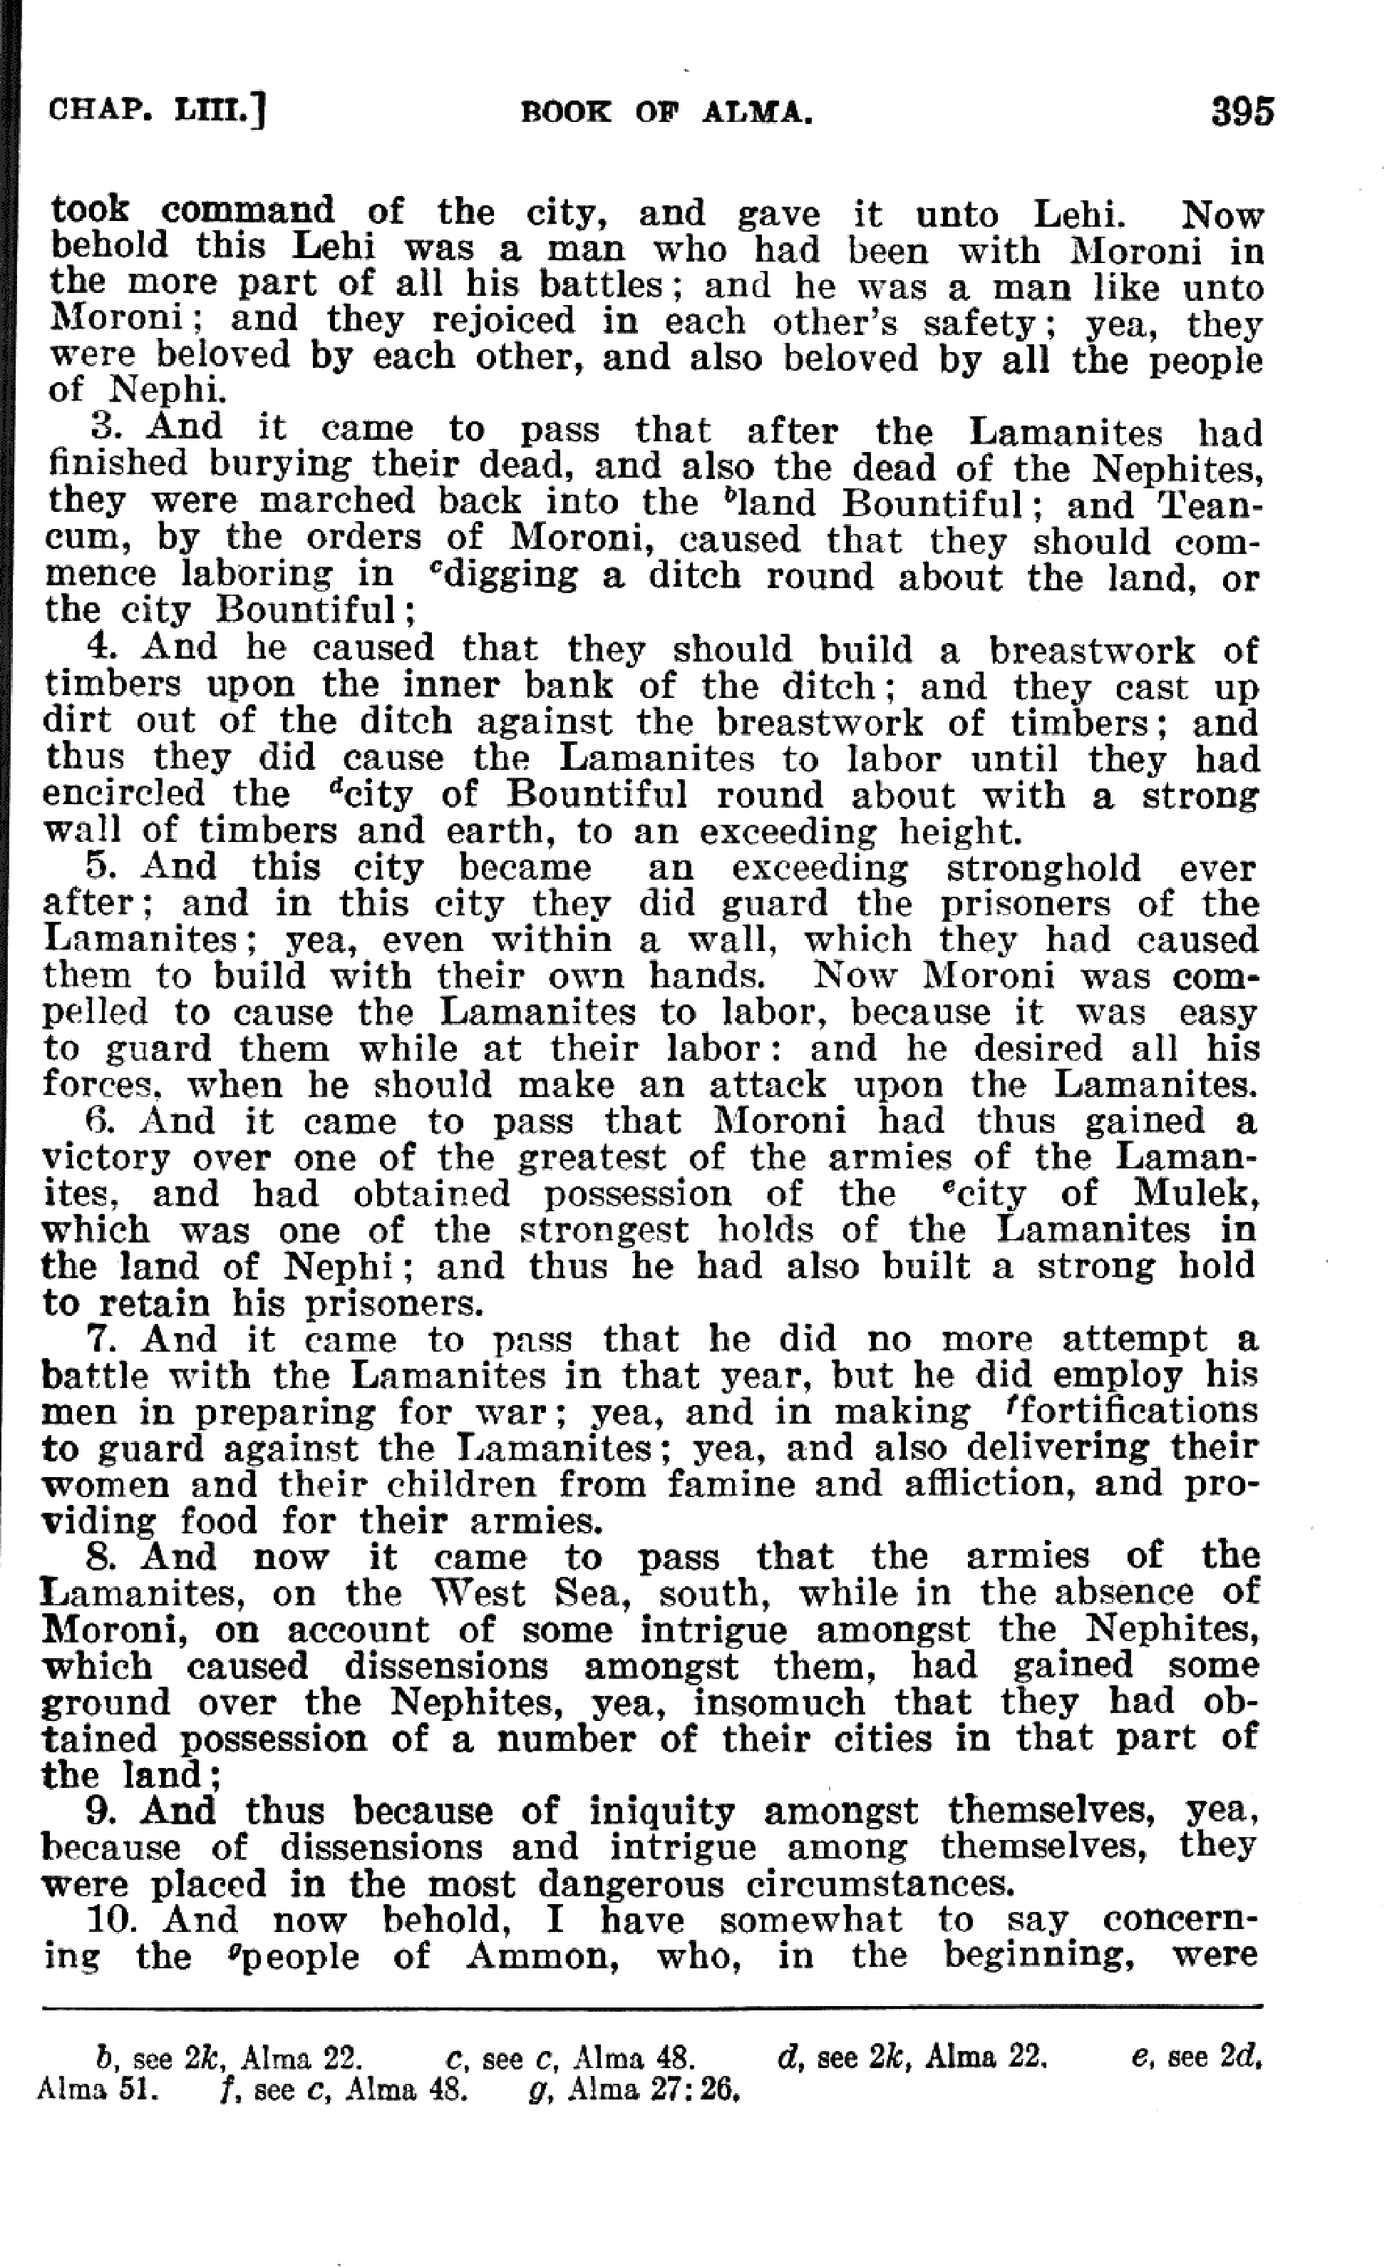 CHAP. LIII.] BOOK OF ALMA. 395
took command of the city, and gave it unto Lehi. Now
behold this Lehi was a man who had been with Moroni in
the more part of all his battles; and he was a man like unto
Moroni; and they rejoiced in each other's safety; yea, they
were beloved by each other, and also beloved by all the people
of Nephi.
3. And it came to pass that after the Lamanites had
finished burying their dead, and also the dead of the Nephites,
they were marched back into the ᵇland Bountiful; and Tean-
cum, by the orders of Moroni, caused that they should com-
mence laboring in ᶜdigging a ditch round about the land, or
the city Bountiful;
4. And he caused that they should build a breastwork of
timbers upon the inner bank of the ditch; and they cast up
dirt out of the ditch against the breastwork of timbers; and
thus they did cause the Lamanites to labor until they had
encircled the ᵈcity of Bountiful round about with a strong
wall of timbers and earth, to an exceeding height.
5. And this city became an exceeding stronghold ever
after; and in this city they did guard the prisoners of the
Lamanites; yea, even within a wall, which they had caused
them to build with their own hands. Now Moroni was com-
pelled to cause the Lamanites to labor, because it was easy
to guard them while at their labor: and he desired all his
forces, when he should make an attack upon the Lamanites.
6. And it came to pass that Moroni had thus gained a
victory over one of the greatest of the armies of the Laman-
ites, and had obtained possession of the ᵉcity of Mulek,
which was one of the strongest holds of the Lamanites in
the land of Nephi; and thus he had also built a strong hold
to retain his prisoners.
7. And it came to pass that he did no more attempt a
battle with the Lamanites in that year, but he did employ his
men in preparing for war; yea, and in making ᶠfortifications
to guard against the Lamanites; yea, and also delivering their
women and their children from famine and affliction, and pro-
viding food for their armies.
8. And now it came to pass that the armies of the
Lamanites, on the West Sea, south, while in the absence of
Moroni, on account of some intrigue amongst the Nephites,
which caused dissensions amongst them, had gained some
ground over the Nephites, yea, insomuch that they had ob-
tained possession of a number of their cities in that part of
the land;
9. And thus because of iniquity amongst themselves, yea,
because of dissensions and intrigue among themselves, they
were placed in the most dangerous circumstances.
10. And now behold, I have somewhat to say concern-
ing the ᵍpeople of Ammon, who, in the beginning, were
b, see 2k, Alma 22. c, see c, Alma 48. d, see 2k, Alma 22. e, see 2d,
Alma 51. f, see c, Alma 48. g, Alma 27:26.